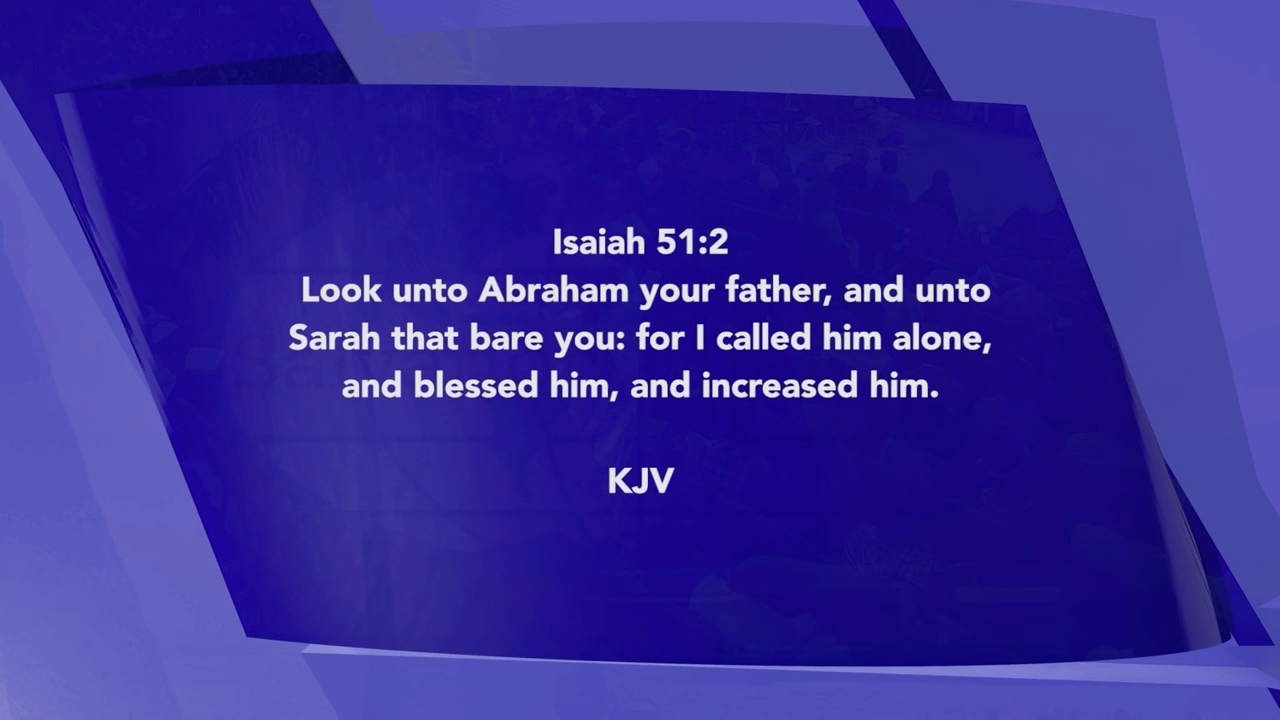 Isaiah 51:2
Look unto Abraham your father, and unto
Sarah that bare you: for I called him alone,
and blessed him, and increased him.
KJV